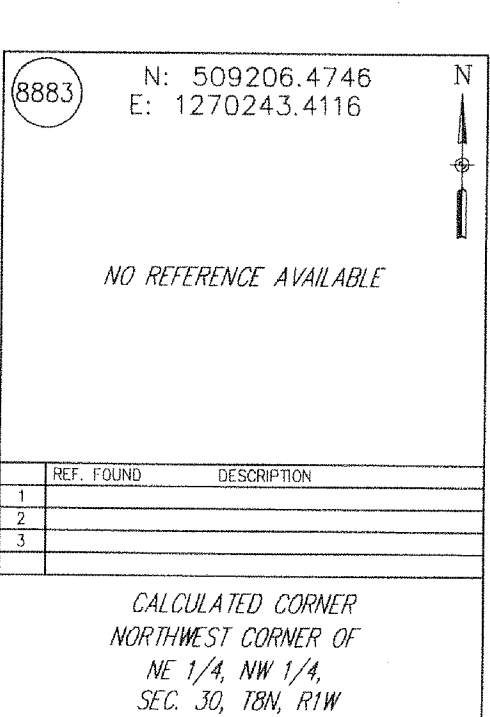 8883
N: 509206.4746
E: 1270243.4116
N
NO REFERENCE AVAILABLE
REF. FOUND DESCRIPTION
1
2
3
CALCULATED CORNER
NORTHWEST CORNER OF
NE 1/4, NW 1/4,
SEC. 30, T8N, R1W